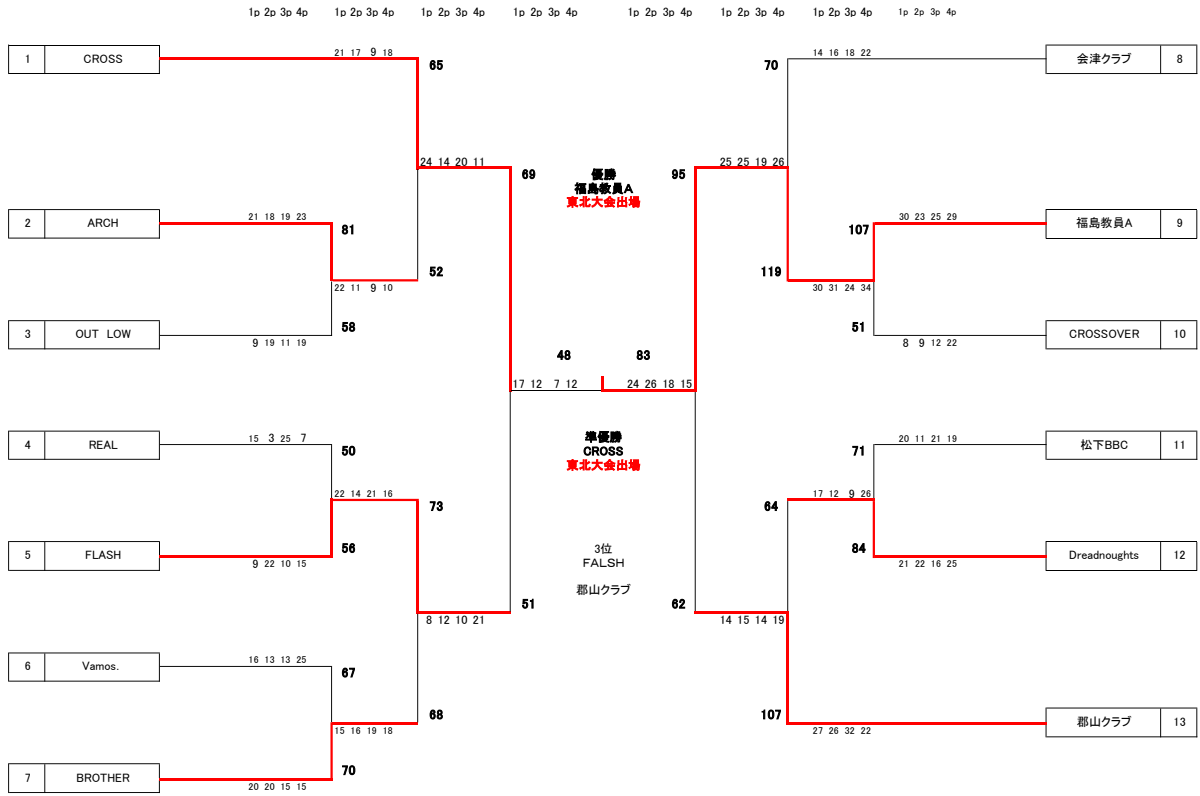 1p 2p 3p 4p 1p 2p 3p 4p 1p 2p 3p 4p 1p 2p 3p 4p 1p 2p 3p 4p 1p 2p 3p 4p 1p 2p 3p 4p 1p 2p 3p 4p
21 17 9 18 14 16 18 22
1 CROSS 65 70 会津クラブ 8
24 14 20 11 25 25 19 26
69 優勝 95
福島教員A
東北大会出場
21 18 19 23 30 23 25 29
2 ARCH 81 107 福島教員A 9
52 119
22 11 9 10 30 31 24 34
3 OUT LOW 58 51 CROSSOVER 10
9 19 11 19 8 9 12 22
48 83
17 12 7 12 24 26 18 15
準優勝
15 3 25 7 20 11 21 19
4 REAL 50 CROSS 71 松下BBC 11
東北大会出場
22 14 21 16 17 12 9 26
73 64
5 FLASH 56 3位 84 Dreadnoughts 12
9 22 10 15 FALSH 21 22 16 25
郡山クラブ
51 62
8 12 10 21 14 15 14 19
16 13 13 25
6 Vamos. 67
68 107 郡山クラブ 13
15 16 19 18 27 26 32 22
7 BROTHER 70
20 20 15 15